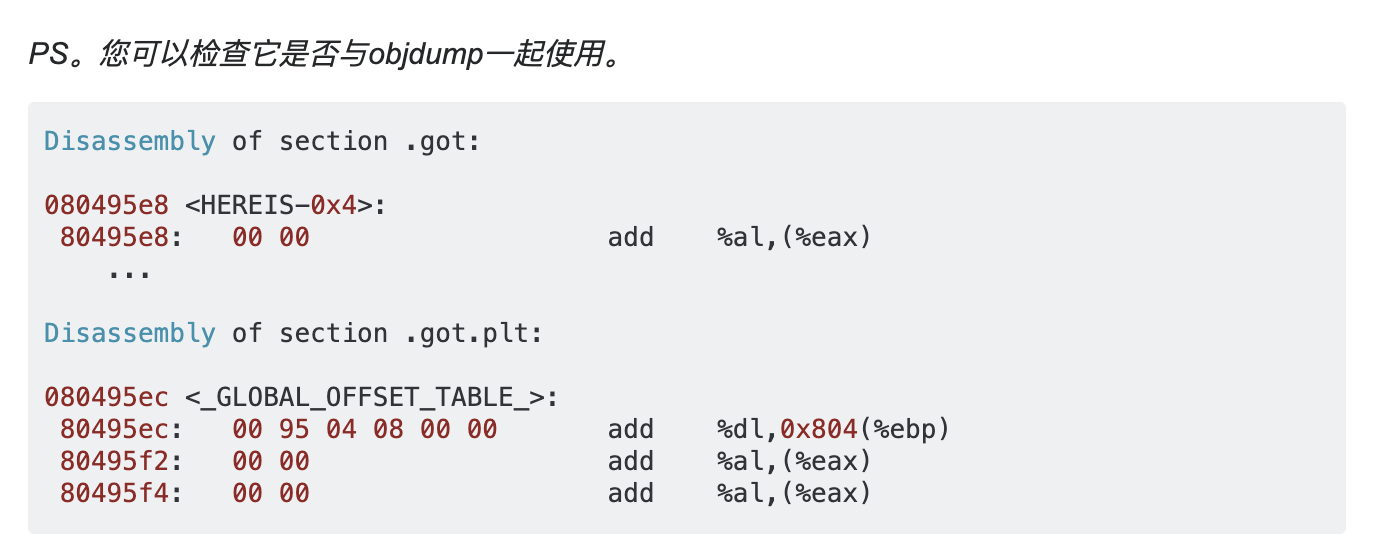 PS。您可以检查它是否与objdump一起使用。
Disassembly of section .got:
080495e8 <HEREIS-0x4>:
80495e8: 00 00 add %al,(%eax)
...
Disassembly of section .got.plt:
080495ec <_GLOBAL_OFFSET_TABLE_>:
80495ec: 00 95 04 08 00 00 add %dl,0x804(%ebp)
80495f2: 00 00 add %al,(%eax)
80495f4: 00 00 add %al,(%eax)